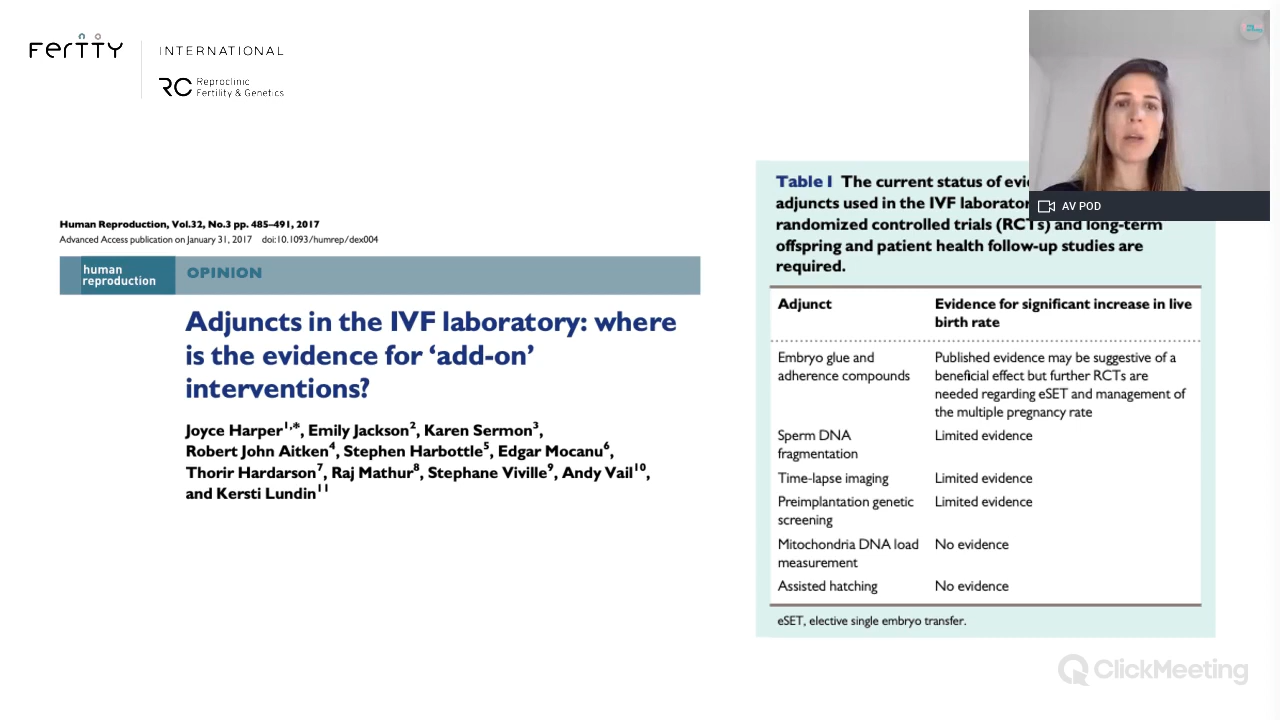 FERTTY
INTERNATIONAL
RC Reproclinic
Fertility & Genetics
AV POD
Human Reproduction, Vol.32, No.3 pp. 485–491, 2017
Advanced Access publication on January 31, 2017 doi:10.1093/humrep/dex004
human
reproduction
OPINION
Adjuncts in the IVF laboratory: where
is the evidence for ‘add-on’
interventions?
Joyce Harper1,*, Emily Jackson2, Karen Sermon3,
Robert John Aitken4, Stephen Harbottle5, Edgar Mocanu6,
Thorir Hardarson7, Raj Mathur8, Stephane Viville9, Andy Vail10,
and Kersti Lundin11
Table I The current status of
adjuncts used in the IVF
randomized controlled trials (RCTs) and long-term
offspring and patient health follow-up studies are
required.
Adjunct
Evidence for significant increase in live
birth rate
Embryo glue and
adherence compounds
Published evidence may be suggestive of a
beneficial effect but further RCTs are
needed regarding eSET and management of
the multiple pregnancy rate
Sperm DNA
fragmentation
Limited evidence
Time-lapse imaging
Limited evidence
Preimplantation genetic
screening
Limited evidence
Mitochondria DNA load
measurement
No evidence
Assisted hatching
No evidence
eSET, elective single embryo transfer.
ClickMeeting